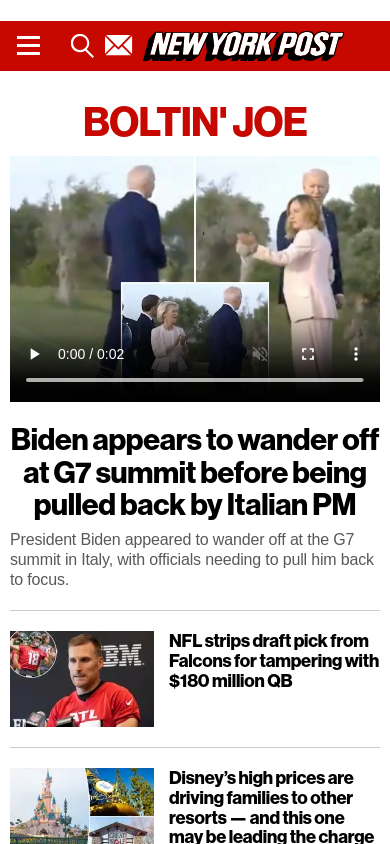 NEW YORK POST
BOLTIN' JOE
0:00 / 0:02
Biden appears to wander off
at G7 summit before being
pulled back by Italian PM
President Biden appeared to wander off at the G7
summit in Italy, with officials needing to pull him back
to focus.
18
IBM
ATL
NFL strips draft pick from
Falcons for tampering with
$180 million QB
Disney’s high prices are
driving families to other
resorts — and this one
may be leading the charge